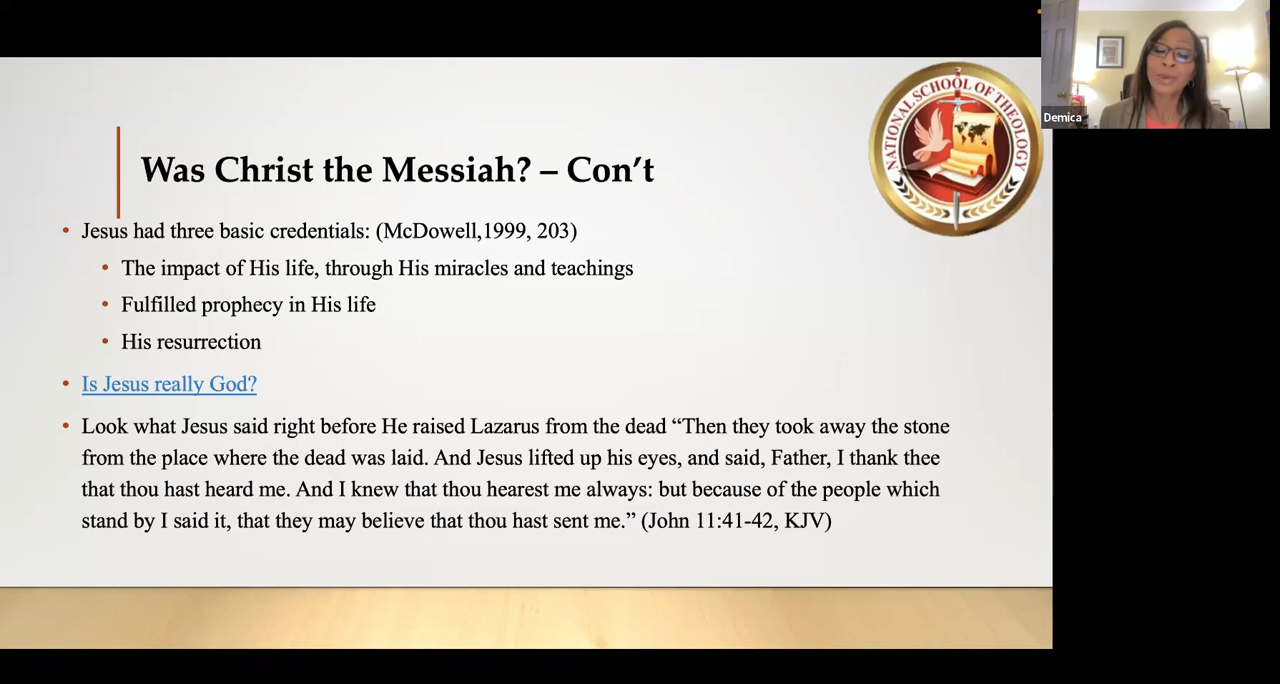 NATIONAL SCHOOL OF THEOLOGY
Demica
Was Christ the Messiah? – Con’t
• Jesus had three basic credentials: (McDowell,1999, 203)
• The impact of His life, through His miracles and teachings
• Fulfilled prophecy in His life
• His resurrection
• Is Jesus really God?
• Look what Jesus said right before He raised Lazarus from the dead “Then they took away the stone
from the place where the dead was laid. And Jesus lifted up his eyes, and said, Father, I thank thee
that thou hast heard me. And I knew that thou hearest me always: but because of the people which
stand by I said it, that they may believe that thou hast sent me.” (John 11:41-42, KJV)